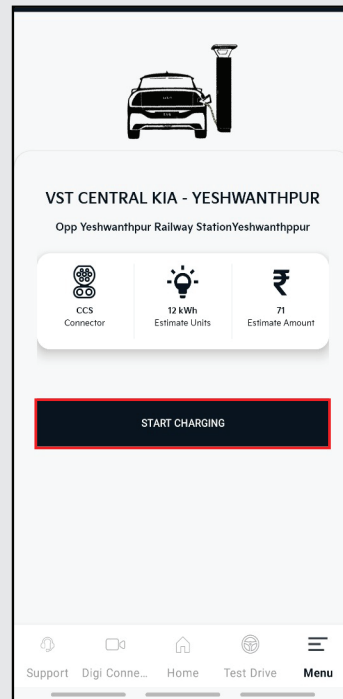 VST CENTRAL KIA - YESHWANTHPUR
Opp Yeshwanthpur Railway StationYeshwanthppur
CCS
Connector
12 kWh
Estimate Units
₹
71
Estimate Amount
START CHARGING
Support
Digi Conne...
Home
Test Drive
Menu